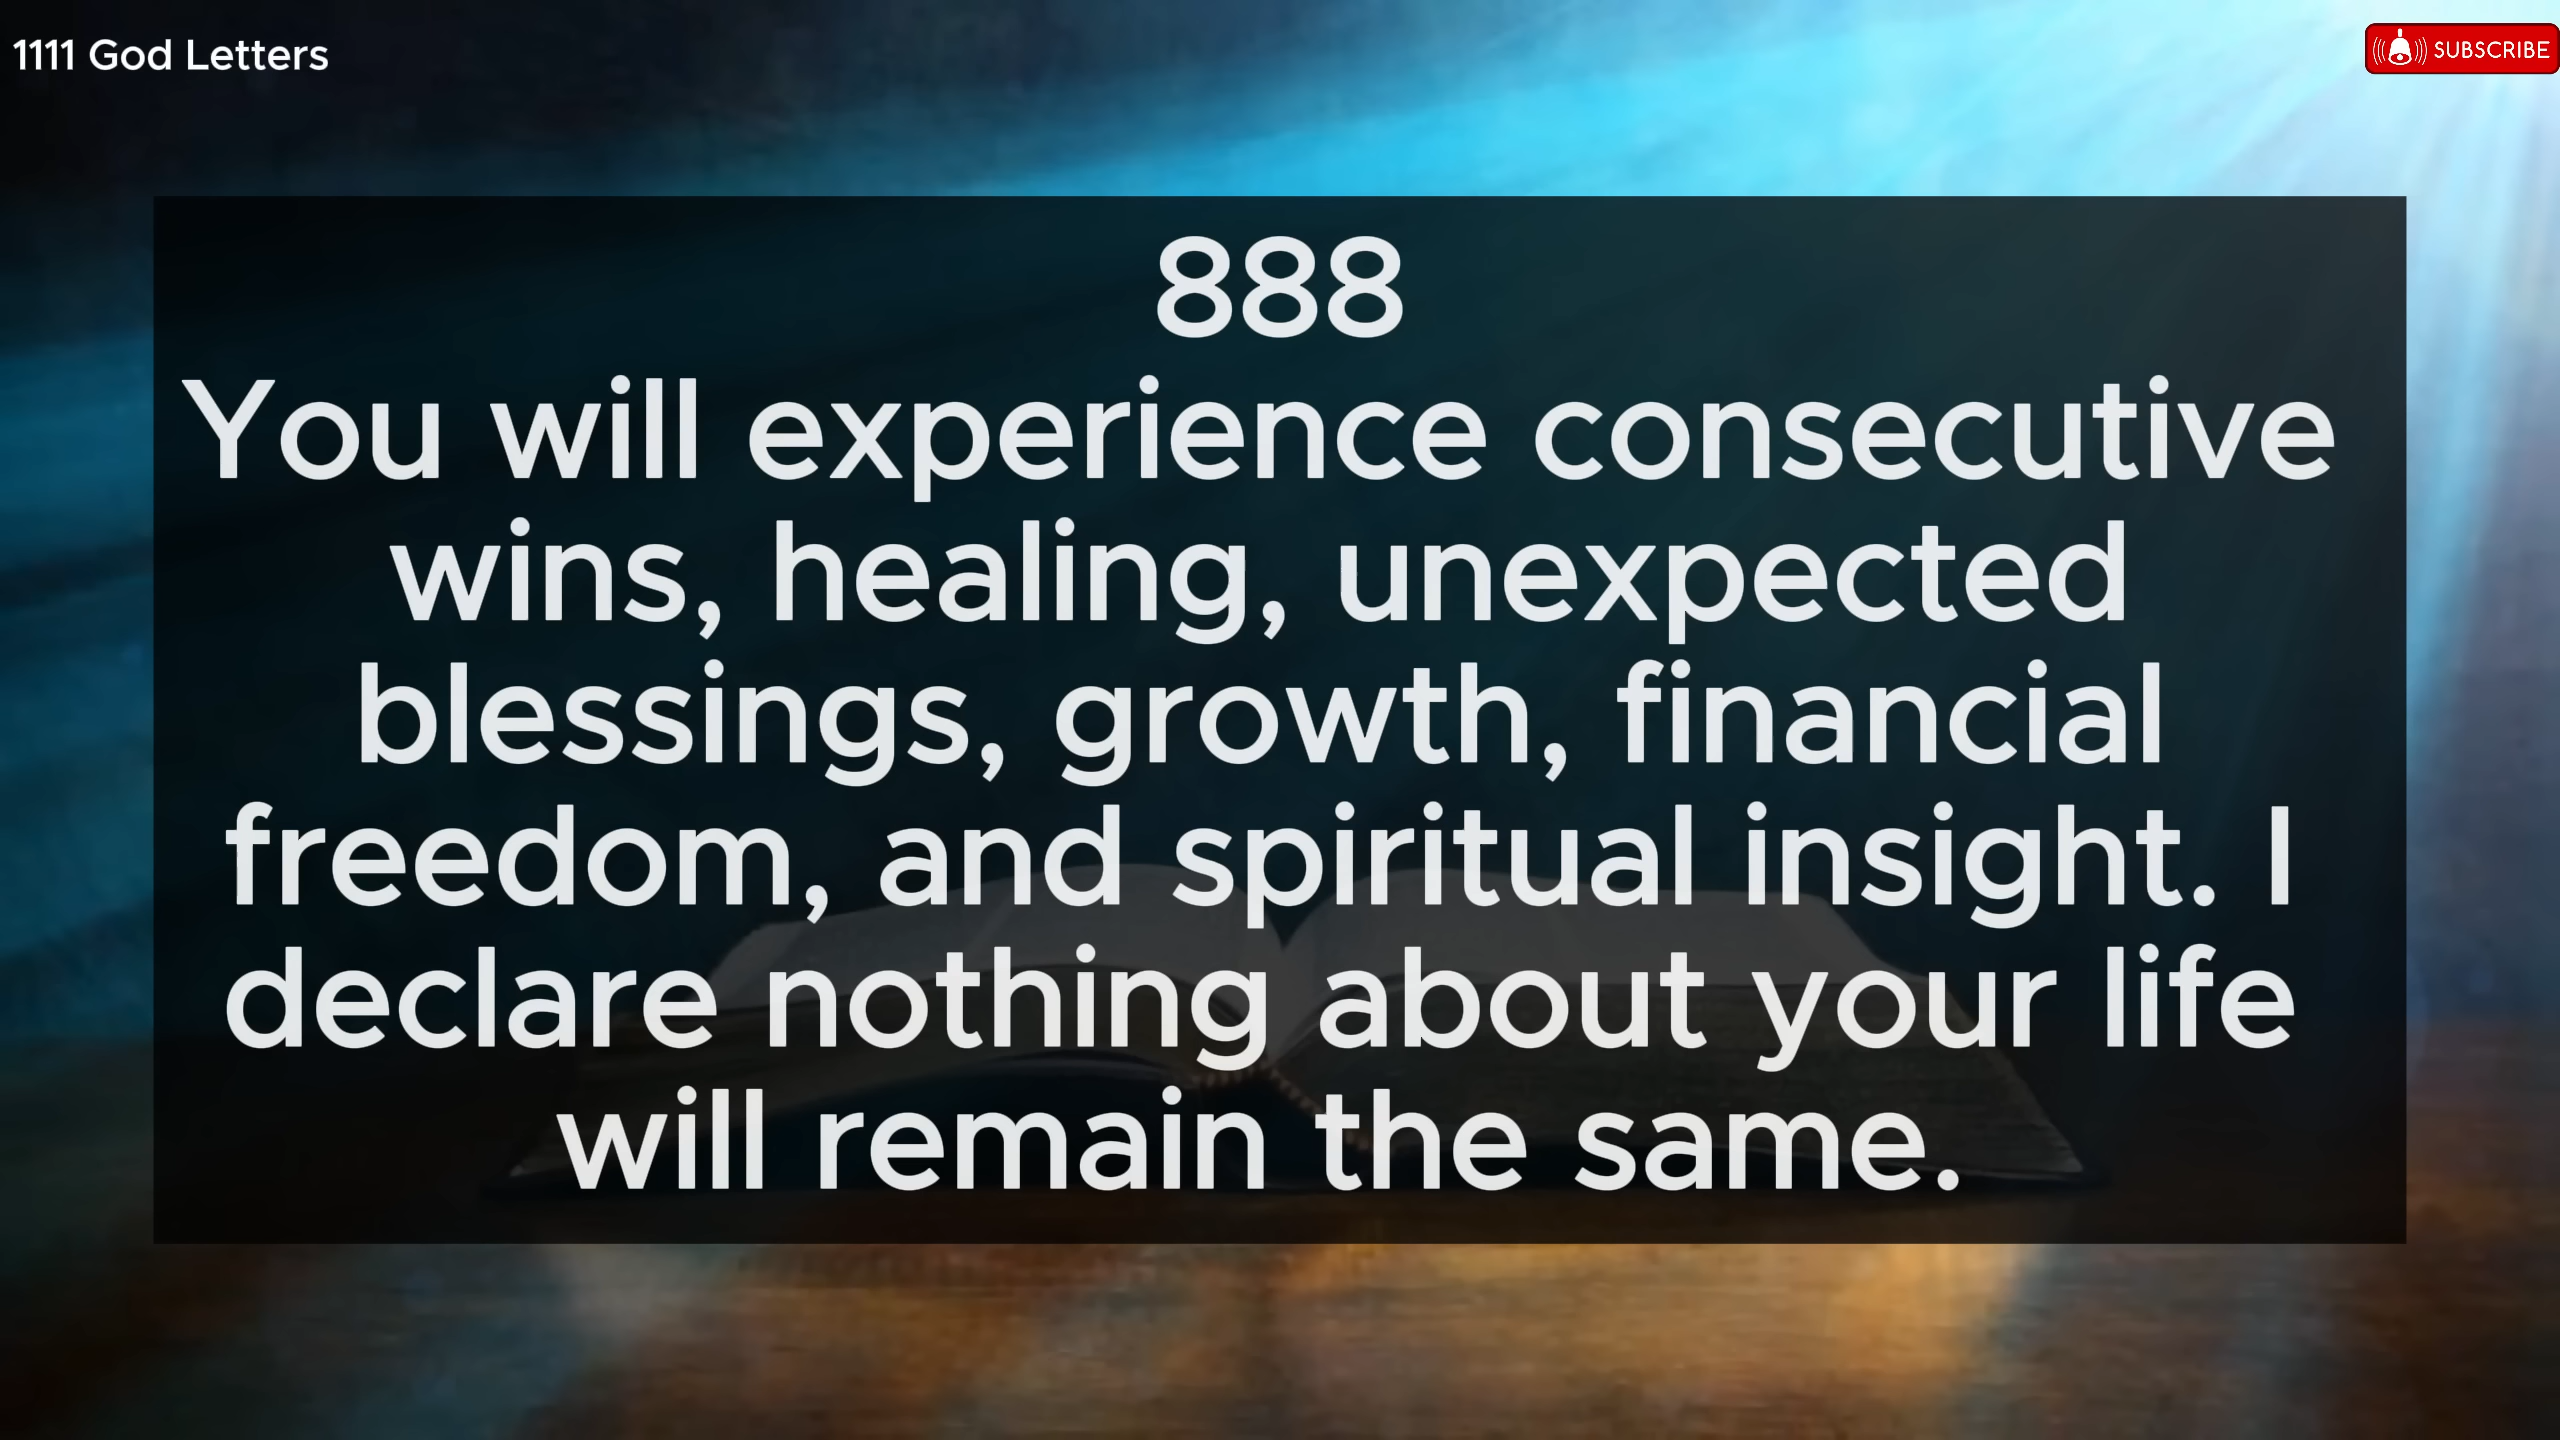 1111 God Letters
SUBSCRIBE
888
You will experience consecutive
wins, healing, unexpected
blessings, growth, financial
freedom, and spiritual insight. I
declare nothing about your life
will remain the same.